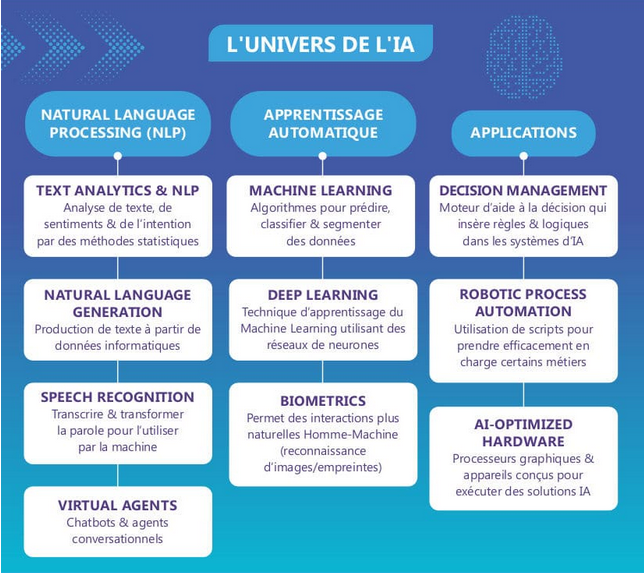 L'UNIVERS DE L'IA
NATURAL LANGUAGE
PROCESSING (NLP)
TEXT ANALYTICS & NLP
Analyse de texte, de
sentiments & de l'intention
par des méthodes statistiques
NATURAL LANGUAGE
GENERATION
Production de texte à partir de
données informatiques
SPEECH RECOGNITION
Transcrire & transformer
la parole pour l'utiliser
par la machine
VIRTUAL AGENTS
Chatbots & agents
conversationnels
APPRENTISSAGE
AUTOMATIQUE
MACHINE LEARNING
Algorithmes pour prédire,
classifier & segmenter
des données
DEEP LEARNING
Technique d'apprentissage du
Machine Learning utilisant des
réseaux de neurones
BIOMETRICS
Permet des interactions plus
naturelles Homme-Machine
(reconnaissance
d'images/empreintes)
APPLICATIONS
DECISION MANAGEMENT
Moteur d'aide à la décision qui
insère règles & logiques
dans les systèmes d'IA
ROBOTIC PROCESS
AUTOMATION
Utilisation de scripts pour
prendre efficacement en
charge certains métiers
AI-OPTIMIZED
HARDWARE
Processeurs graphiques &
appareils conçus pour
exécuter des solutions IA